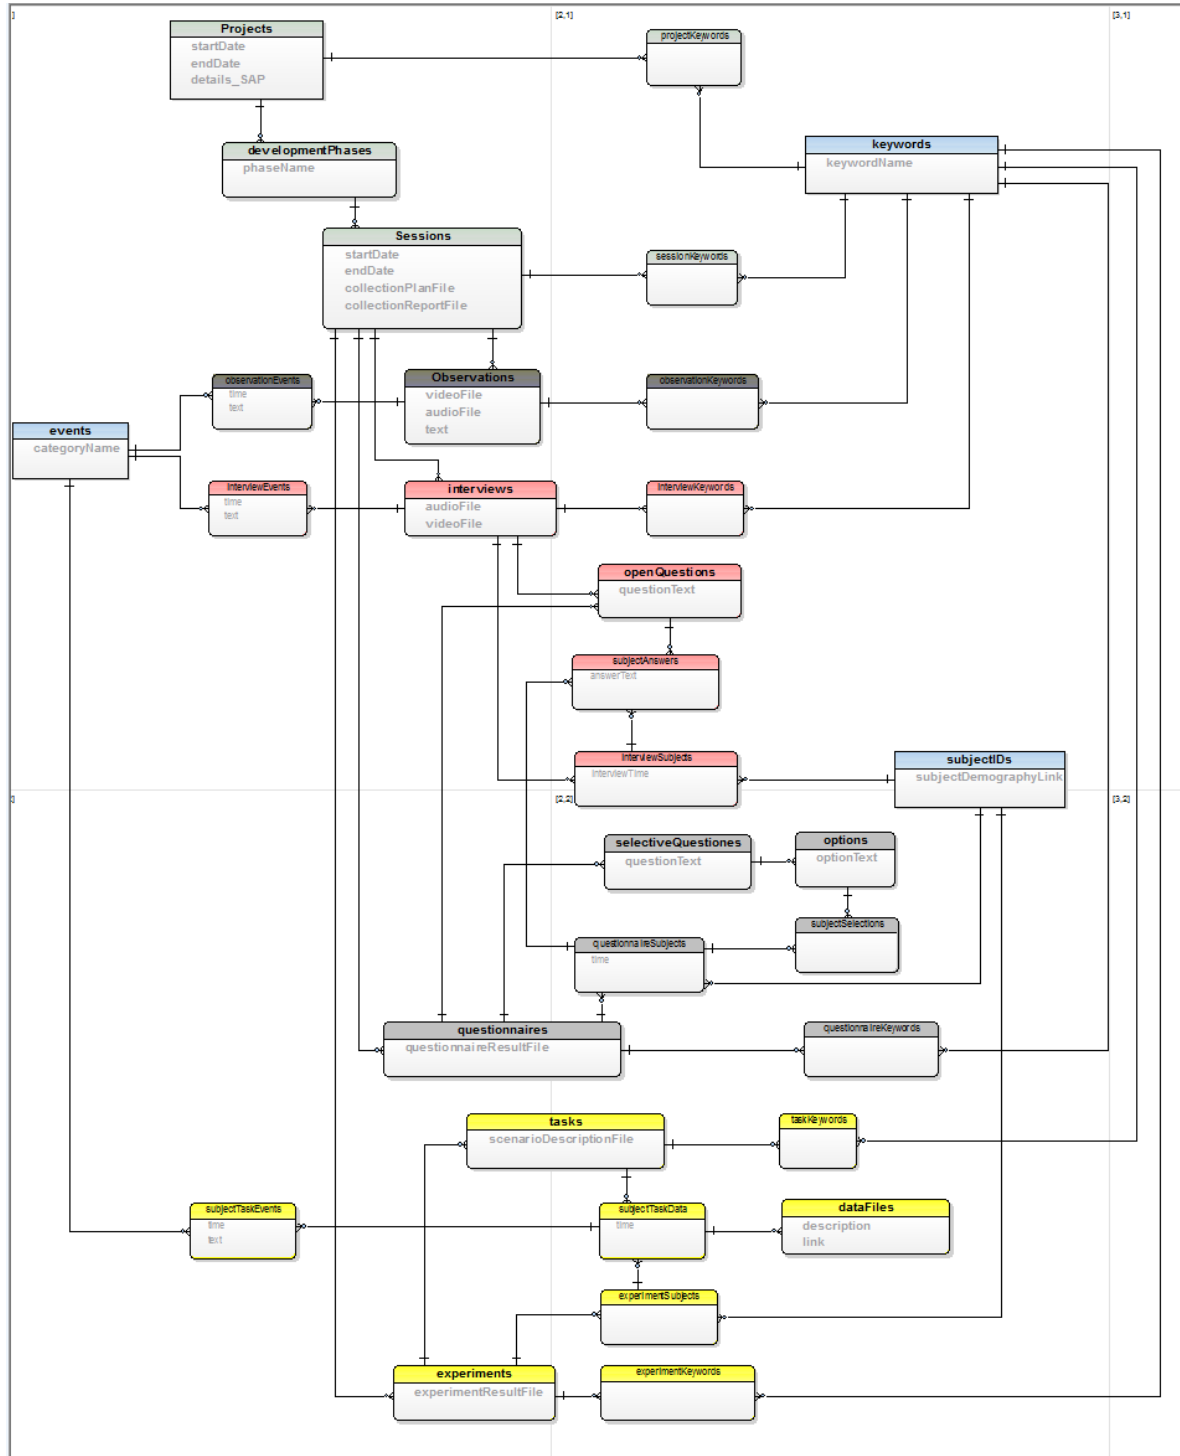 ]
[2,1]
[3,1]
Projects
startDate
endDate
details_SAP
projectKeywords
developmentPhases
phaseName
keywords
keywordName
Sessions
startDate
endDate
collectionPlanFile
collectionReportFile
sessionKeywords
observationEvents
time
text
Observations
videoFile
audioFile
text
observationKeywords
events
categoryName
InterviewEvents
time
text
interviews
audioFile
videoFile
InterviewKeywords
openQuestions
questionText
subjectAnswers
answerText
InterviewSubjects
InterviewTime
subjectIDs
subjectDemographyLink
]
[2,2]
[3,2]
selectiveQuestiones
questionText
options
optionText
subjectSelections
questionnaireSubjects
time
questionnaires
questionnaireResultFile
questionnaireKeywords
tasks
scenarioDescriptionFile
taskKeywords
subjectTaskEvents
time
text
subjectTaskData
time
dataFiles
description
link
experimentSubjects
experiments
experimentResultFile
experimentKeywords